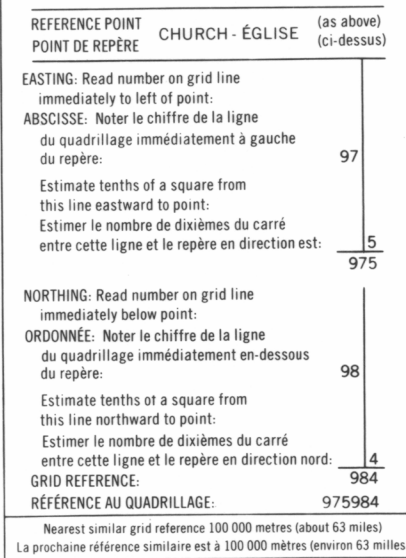 REFERENCE POINT CHURCH - ÉGLISE (as above)
POINT DE REPÈRE (ci-dessus)
EASTING: Read number on grid line
immediately to left of point:
ABSCISSE: Noter le chiffre de la ligne
du quadrillage immédiatement à gauche
du repère: 97
Estimate tenths of a square from
this line eastward to point:
Estimer le nombre de dixièmes du carré
entre cette ligne et le repère en direction est: 5
975
NORTHING: Read number on grid line
immediately below point:
ORDONNÉE: Noter le chiffre de la ligne
du quadrillage immédiatement en-dessous
du repère: 98
Estimate tenths of a square from
this line northward to point:
Estimer le nombre de dixièmes du carré
entre cette ligne et le repère en direction nord: 4
GRID REFERENCE: 984
RÉFÉRENCE AU QUADRILLAGE: 975984
Nearest similar grid reference 100 000 metres (about 63 miles)
La prochaine référence similaire est à 100 000 mètres (environ 63 milles